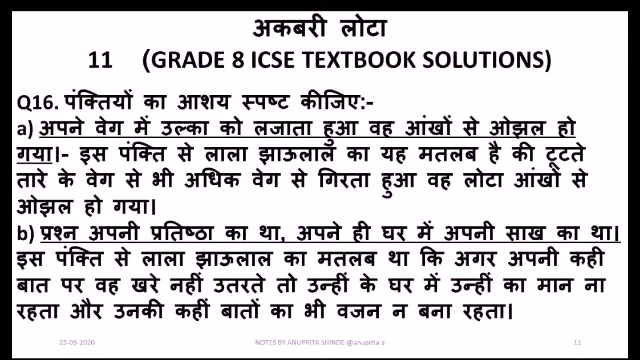 अकबरी लोटा
11 (GRADE 8 ICSE TEXTBOOK SOLUTIONS)
Q16. पंक्तियों का आशय स्पष्ट कीजिए:-
a) अपने वेग में उल्का को लजाता हुआ वह आंखों से ओझल हो
गया।- इस पंक्ति से लाला झाऊलाल का यह मतलब है की टूटते
तारे के वेग से भी अधिक वेग से गिरता हुआ वह लोटा आंखों से
ओझल हो गया।
b) प्रश्न अपनी प्रतिष्ठा का था, अपने ही घर में अपनी साख का था।
इस पंक्ति से लाला झाऊलाल का मतलब था कि अगर अपनी कही
बात पर वह खरे नहीं उतरते तो उन्हीं के घर में उन्हीं का मान ना
रहता और उनकी कहीं बातों का भी वजन न बना रहता।
23-09-2020 NOTES BY ANUPRITA SHINDE @anuprita s 11